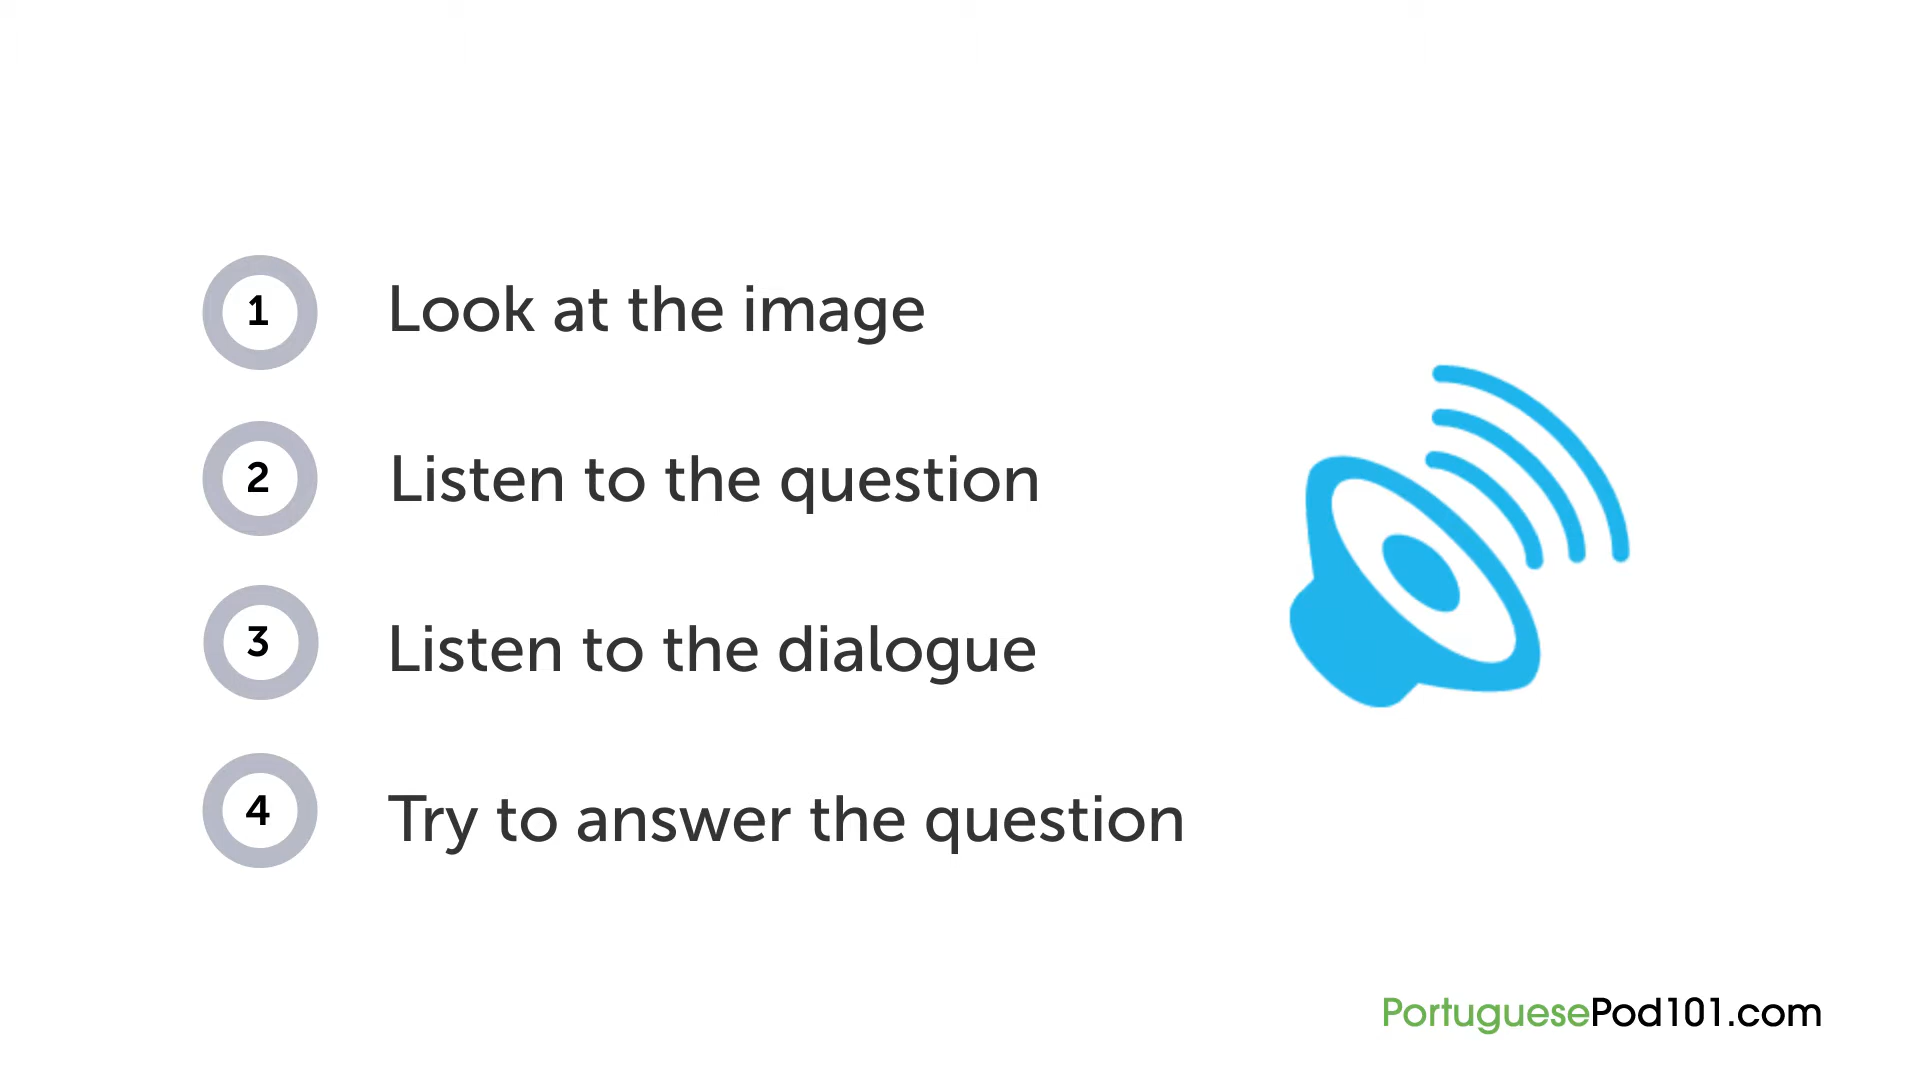 1 Look at the image
2 Listen to the question
3 Listen to the dialogue
4 Try to answer the question
PortuguesePod101.com